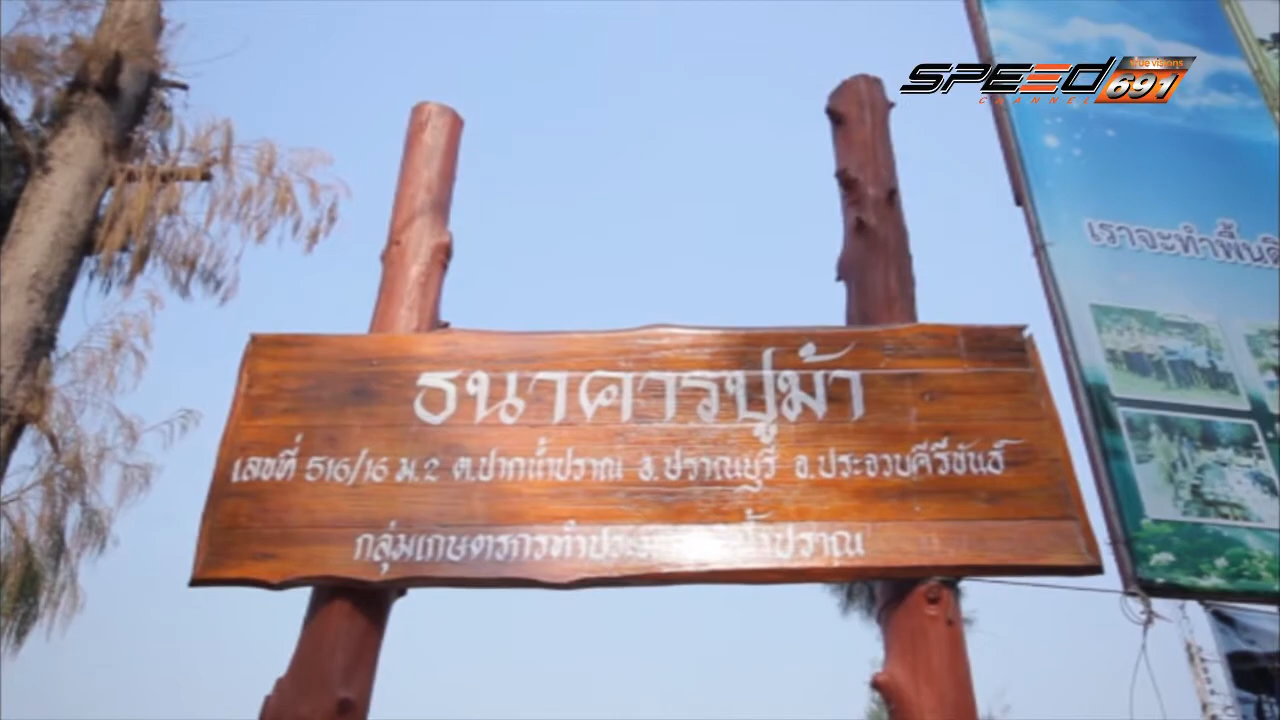 SPEED
CHANNEL
true visions
691
เราจะทำพื้นดิ
ธนาคารปูม้า
เลขที่ 516/16 ม.2 ต.ปากน้ำปราณ อ.ปราณบุรี จ.ประจวบคีรีขันธ์
กลุ่มเกษตรกรทำประมงปากน้ำปราณ